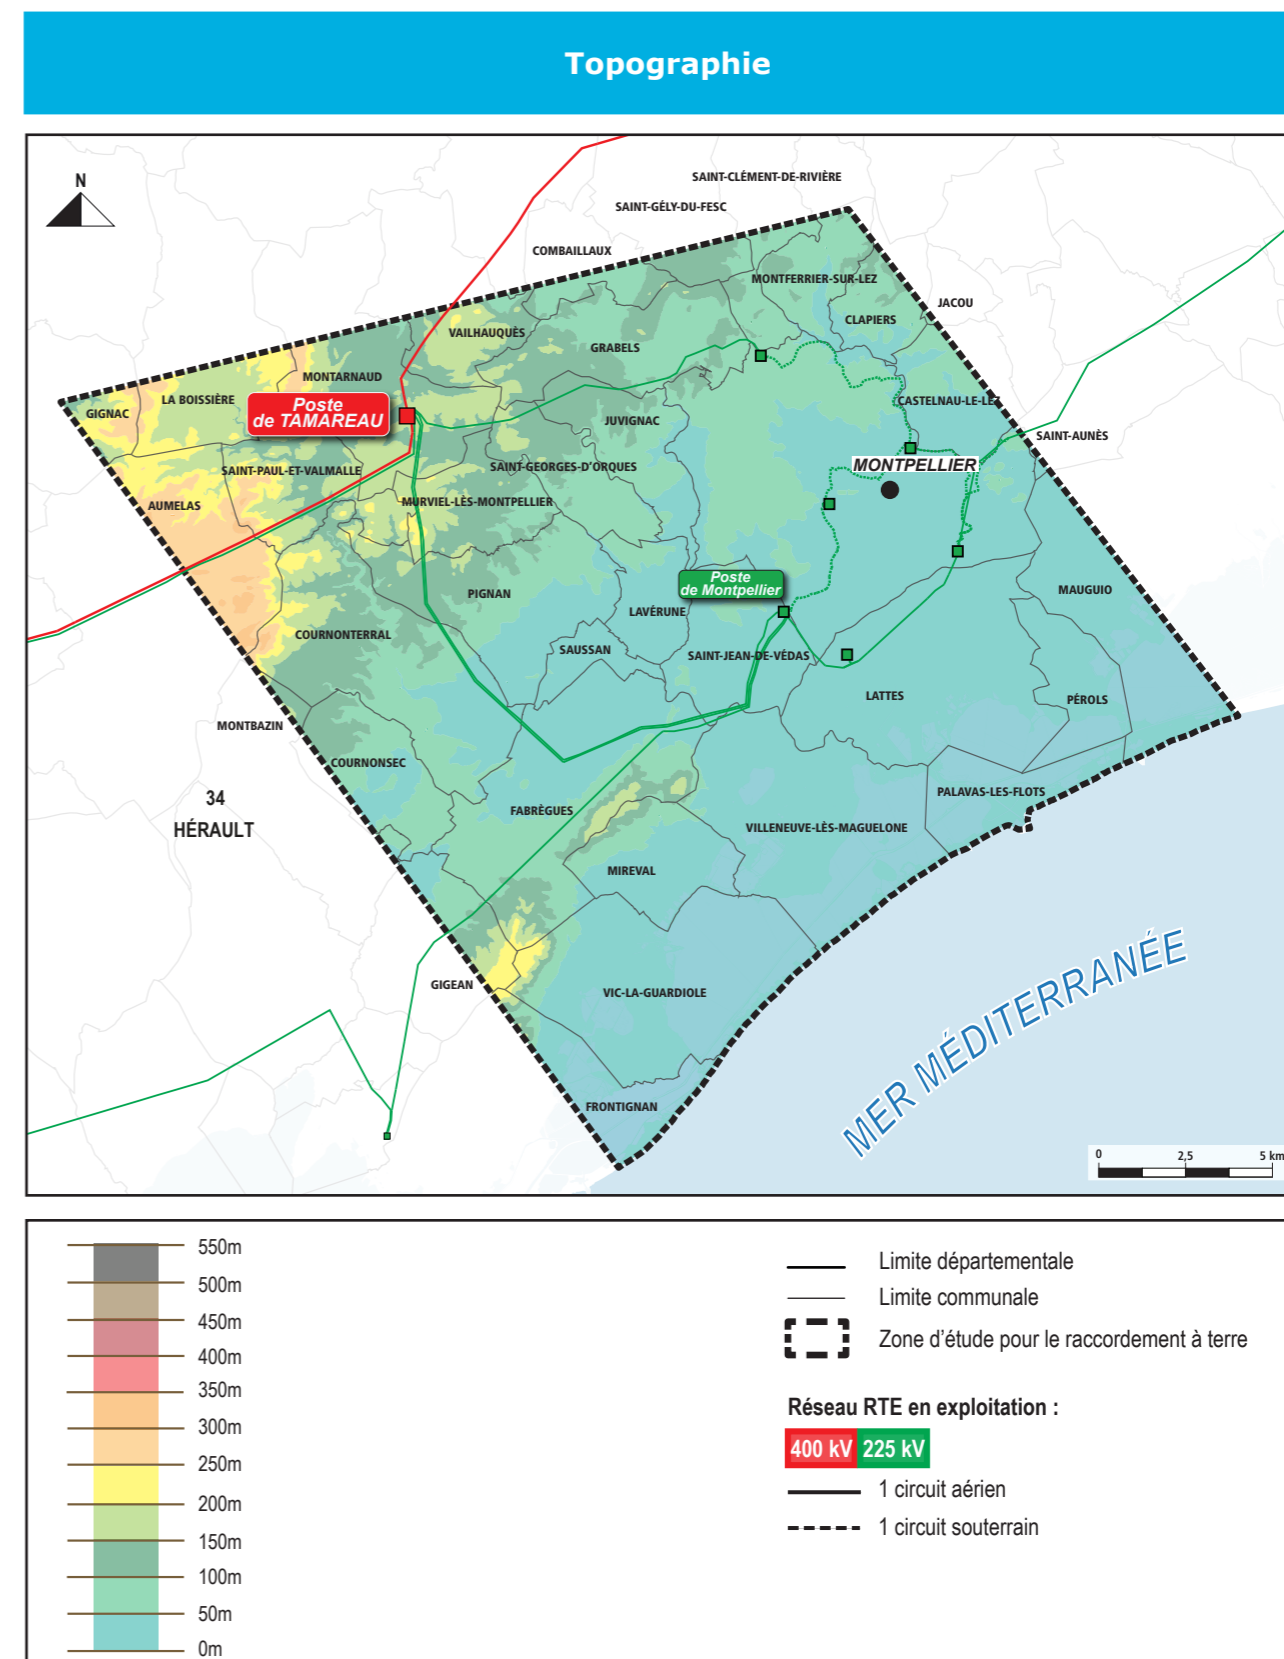 Topographie
N
SAINT-CLÉMENT-DE-RIVIÈRE
SAINT-GÉLY-DU-FESC
COMBAILLAUX
MONTFERRIER-SUR-LEZ
JACOU
CLAPIERS
VAILHAUQUÈS
GRABELS
MONTARNAUD
LA BOISSIÈRE
GIGNAC
CASTELNAU-LE-LEZ
Poste
de TAMAREAU
JUVIGNAC
SAINT-AUNÈS
MONTPELLIER
SAINT-GEORGES-D'ORQUES
SAINT-PAUL-ET-VALMALLE
MURVIEL-LÈS-MONTPELLIER
AUMELAS
Poste
de Montpellier
MAUGUIO
PIGNAN
LAVÉRUNE
COURNONTERRAL
SAUSSAN
SAINT-JEAN-DE-VÉDAS
LATTES
PÉROLS
MONTBAZIN
COURNONSEC
34
HÉRAULT
PALAVAS-LES-FLOTS
FABRÈGUES
VILLENEUVE-LÈS-MAGUELONE
MIREVAL
GIGEAN
VIC-LA-GUARDIOLE
MER MÉDITERRANÉE
FRONTIGNAN
0 2,5 5 km
550m
500m
450m
400m
350m
300m
250m
200m
150m
100m
50m
0m
Limite départementale
Limite communale
Zone d'étude pour le raccordement à terre
Réseau RTE en exploitation :
400 kV 225 kV
1 circuit aérien
1 circuit souterrain